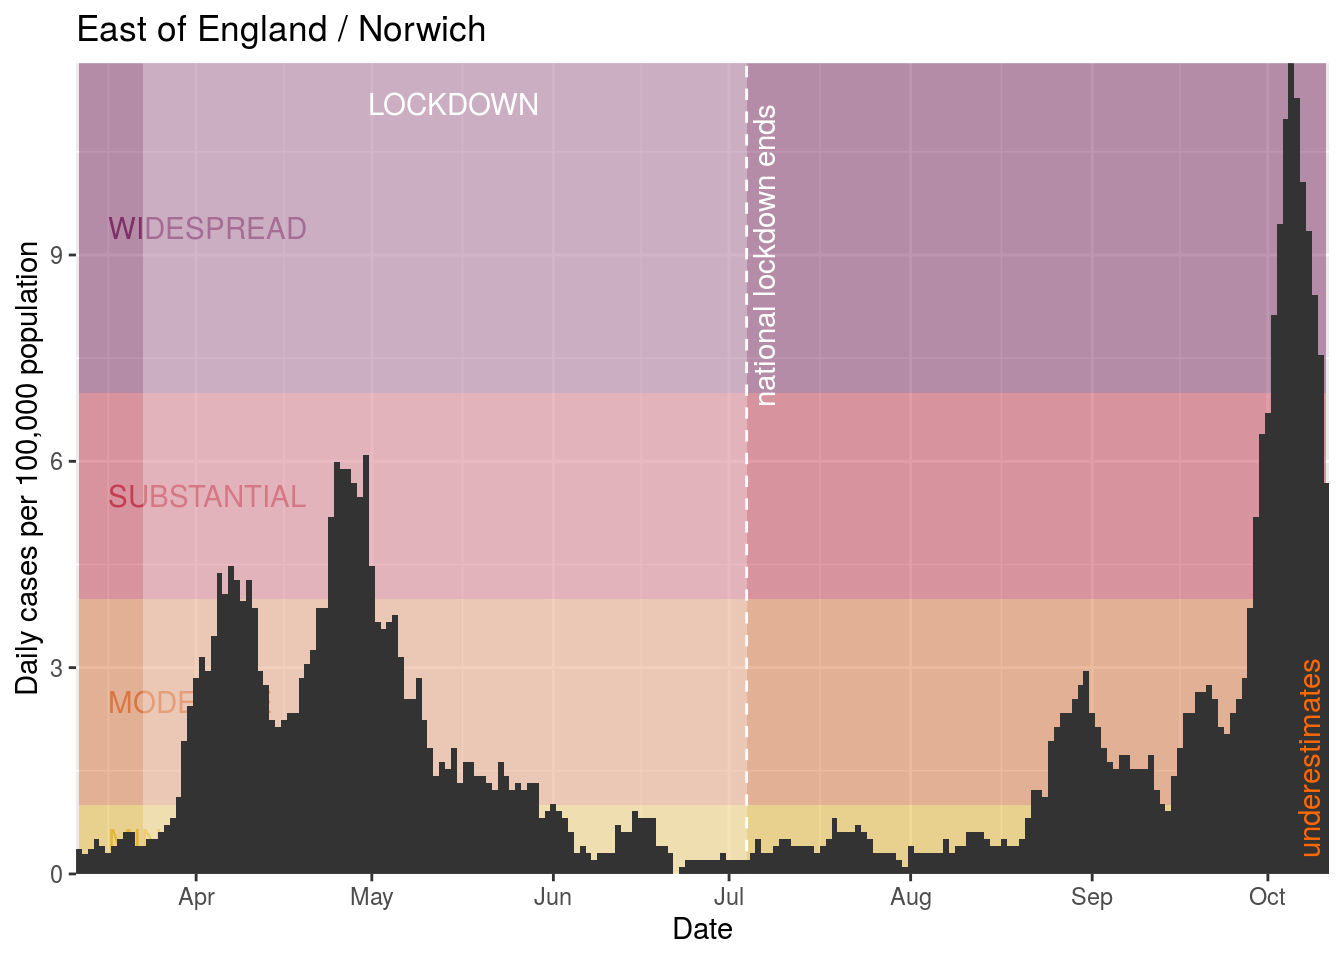 East of England / Norwich
LOCKDOWN
national lockdown ends
WIDESPREAD
SUBSTANTIAL
underestimates
Daily cases per 100,000 population
9
6
3
0
Apr
May
Jun
Jul
Aug
Sep
Oct
Date